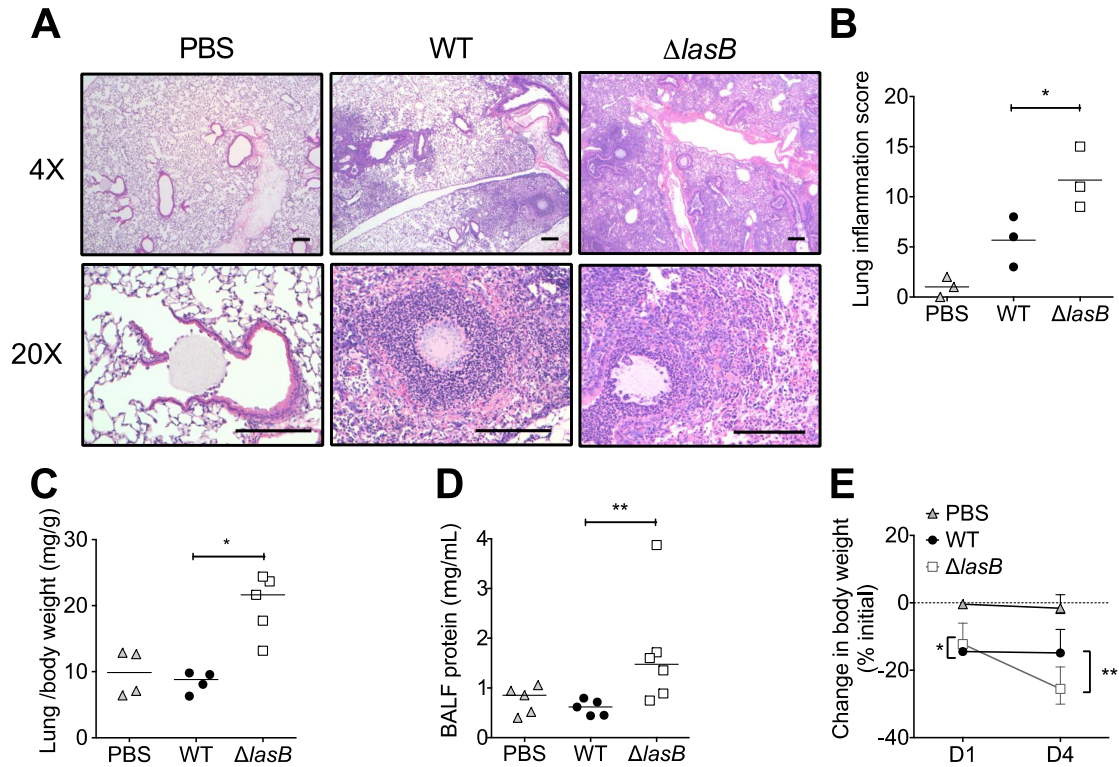 A
PBS
WT
ΔlasB
4X
20X
B
Lung inflammation score
20
15
10
5
0
*
PBS
WT
ΔlasB
C
Lung /body weight (mg/g)
30
20
10
0
*
PBS
WT
ΔlasB
D
BALF protein (mg/mL)
4
3
2
1
0
**
PBS
WT
ΔlasB
E
PBS
WT
ΔlasB
Change in body weight
(% initial)
20
0
-20
-40
*
**
D1
D4